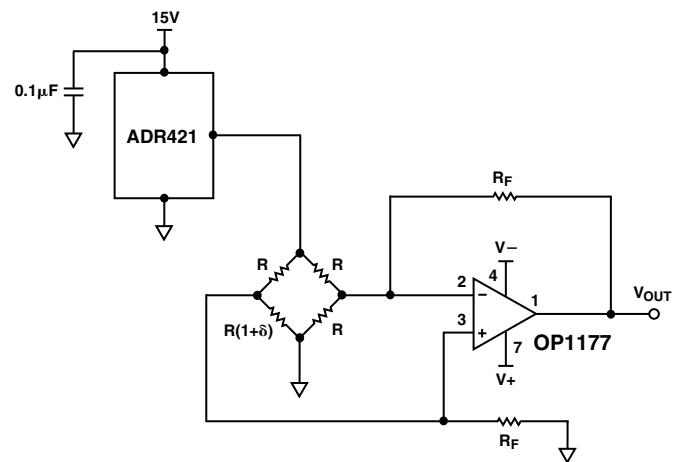 15V
0.1µF
ADR421
R_F
R
R
R(1+δ)
R
V−
2
4
−
1
3
+
7
V+
OP1177
V_OUT
R_F